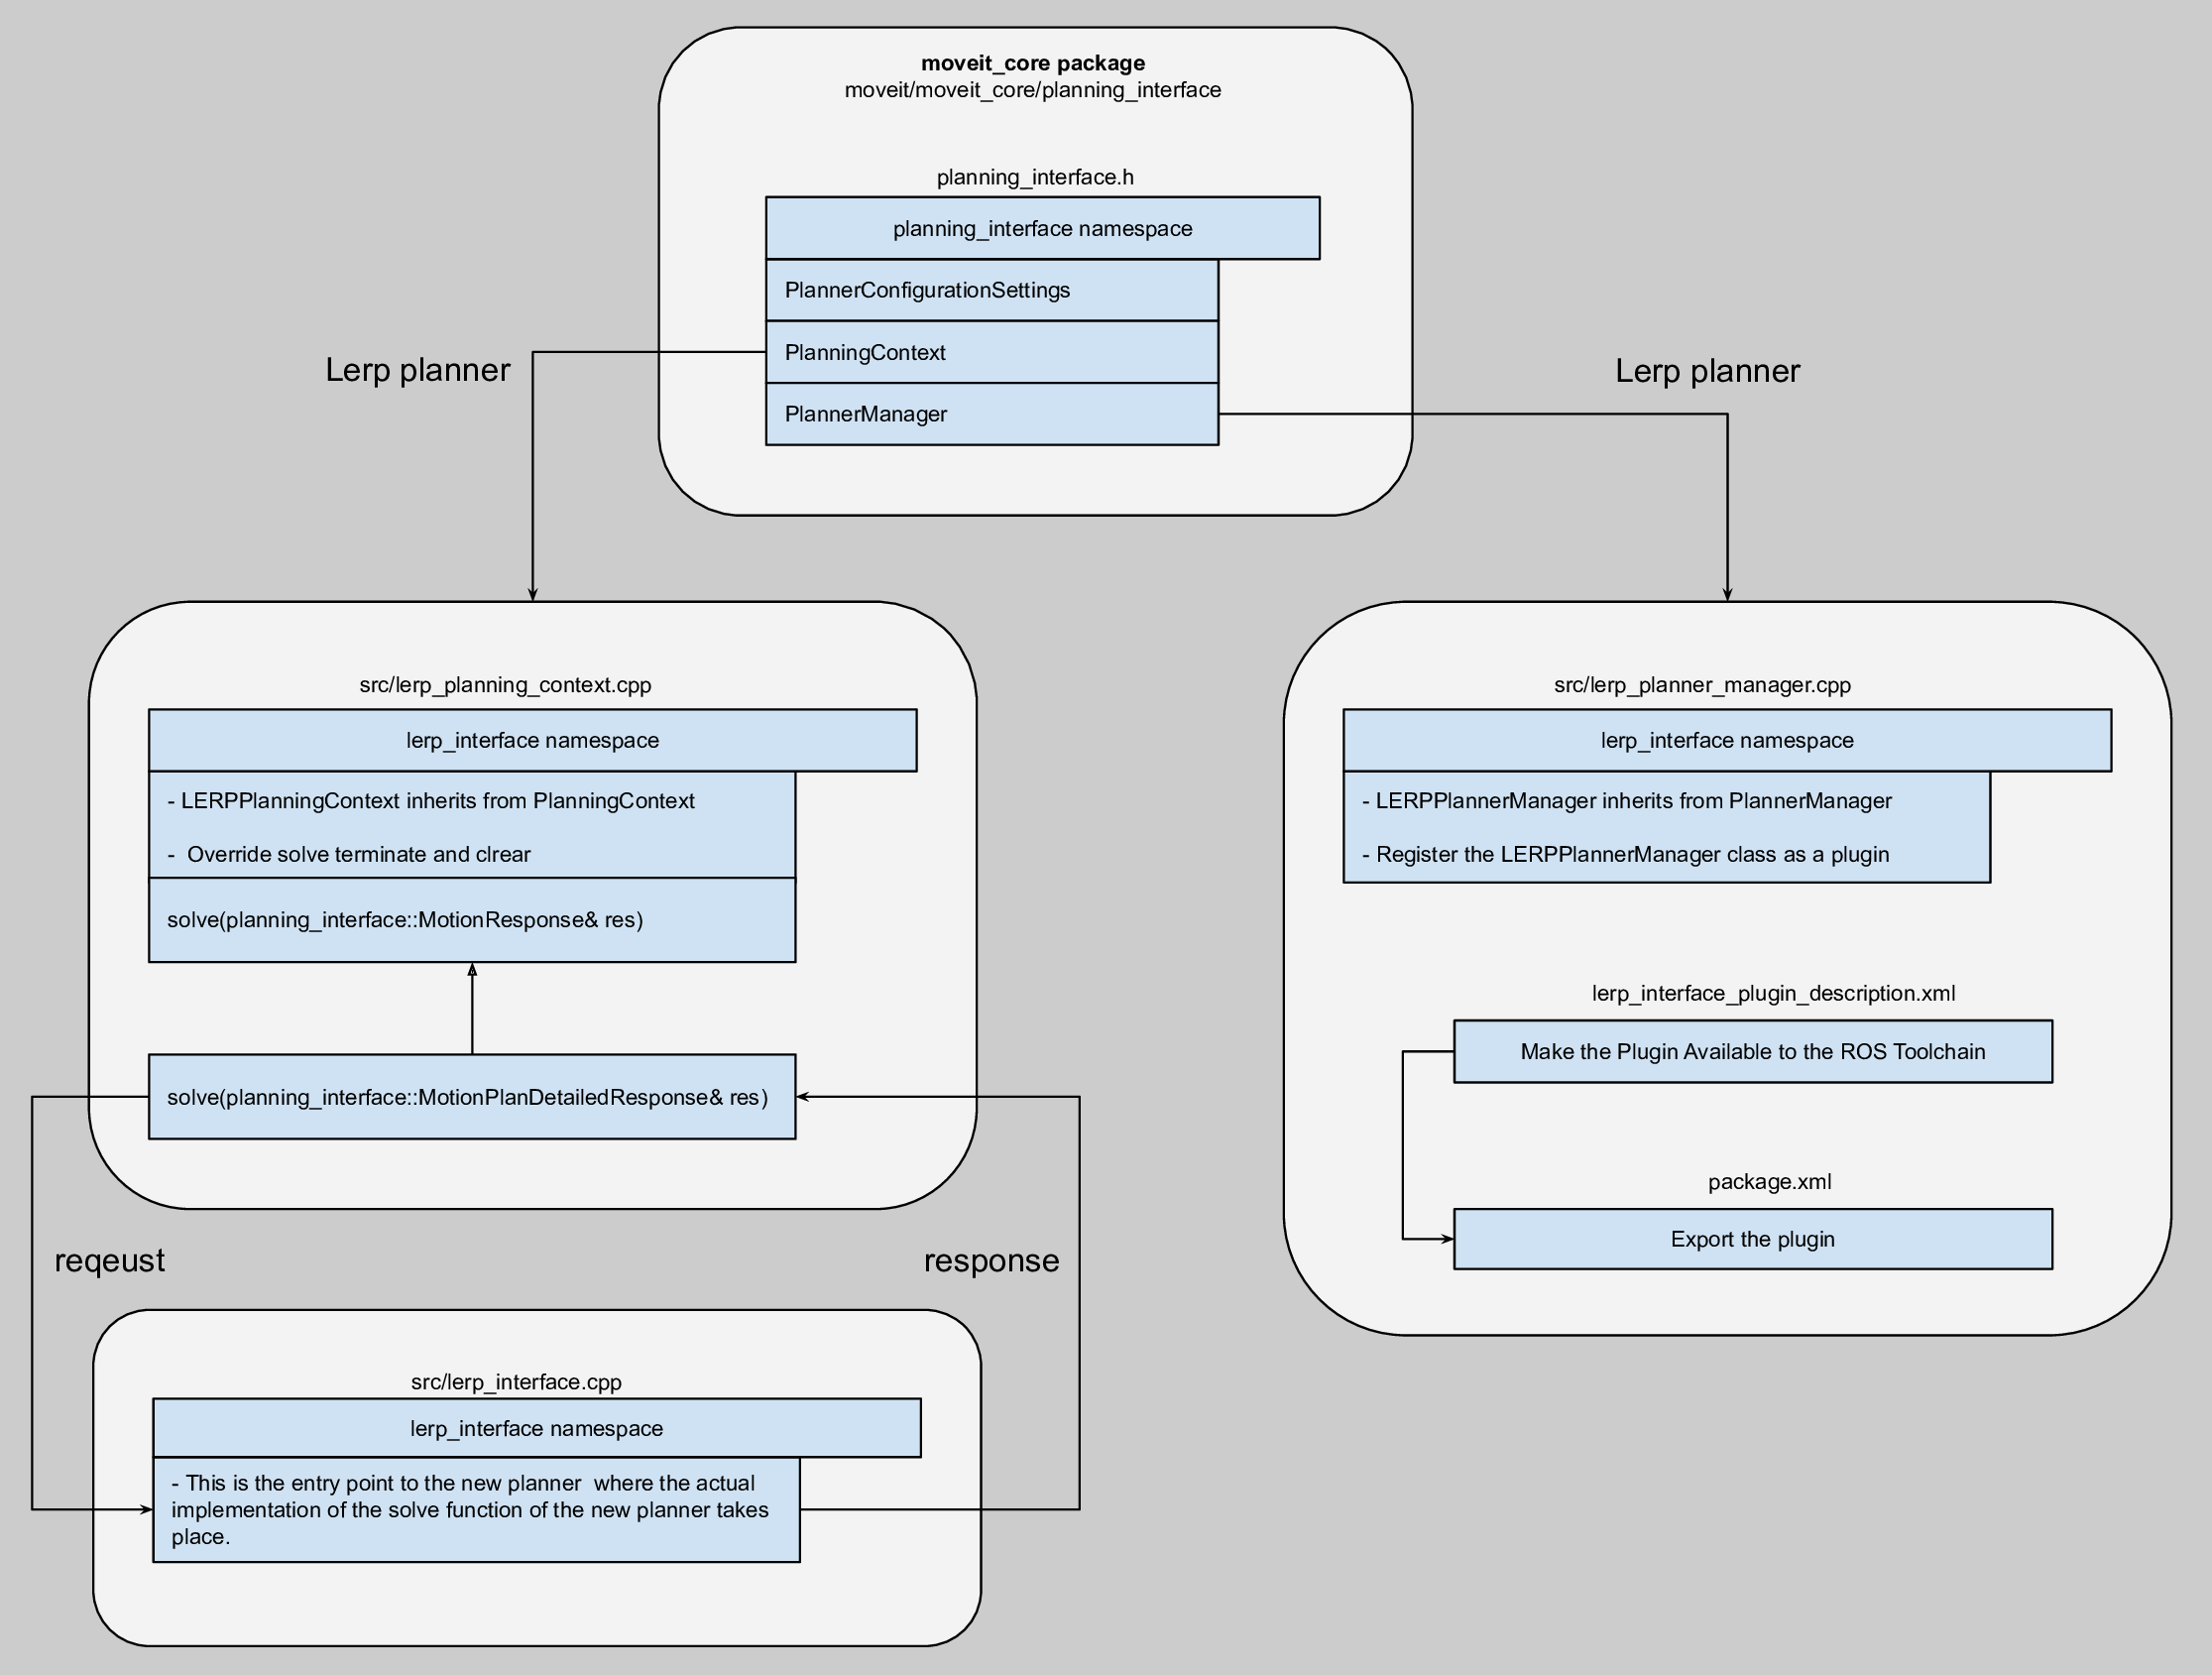 moveit_core package
moveit/moveit_core/planning_interface
planning_interface.h
planning_interface namespace
PlannerConfigurationSettings
PlanningContext
PlannerManager
Lerp planner
Lerp planner
src/lerp_planning_context.cpp
lerp_interface namespace
- LERPPlanningContext inherits from PlanningContext
-  Override solve terminate and clrear
solve(planning_interface::MotionResponse& res)
solve(planning_interface::MotionPlanDetailedResponse& res)
reqeust
response
src/lerp_interface.cpp
lerp_interface namespace
- This is the entry point to the new planner  where the actual
implementation of the solve function of the new planner takes
place.
src/lerp_planner_manager.cpp
lerp_interface namespace
- LERPPlannerManager inherits from PlannerManager
- Register the LERPPlannerManager class as a plugin
lerp_interface_plugin_description.xml
Make the Plugin Available to the ROS Toolchain
package.xml
Export the plugin